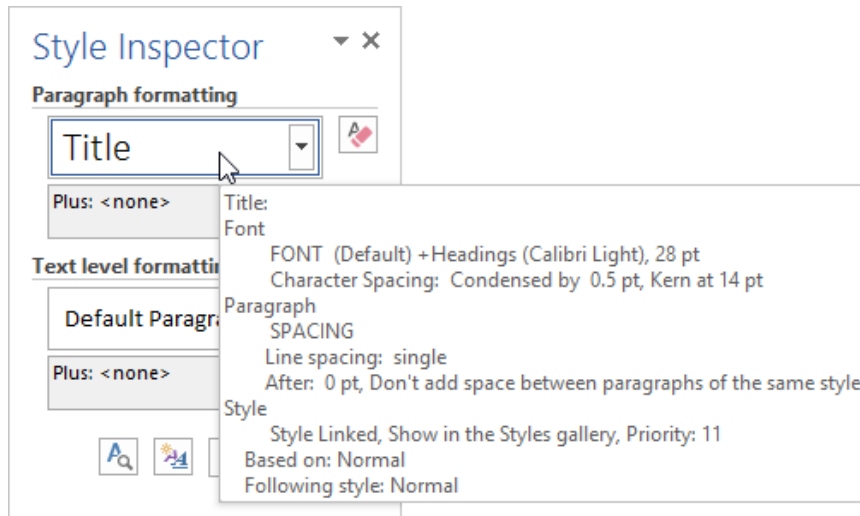 Style Inspector
Paragraph formatting
Title
Plus: <none>
Title:
Font
FONT (Default) +Headings (Calibri Light), 28 pt
Character Spacing: Condensed by 0.5 pt, Kern at 14 pt
Paragraph
SPACING
Line spacing: single
After: 0 pt, Don't add space between paragraphs of the same style
Style
Style Linked, Show in the Styles gallery, Priority: 11
Based on: Normal
Following style: Normal
Text level formattin
Default Paragra
Plus: <none>